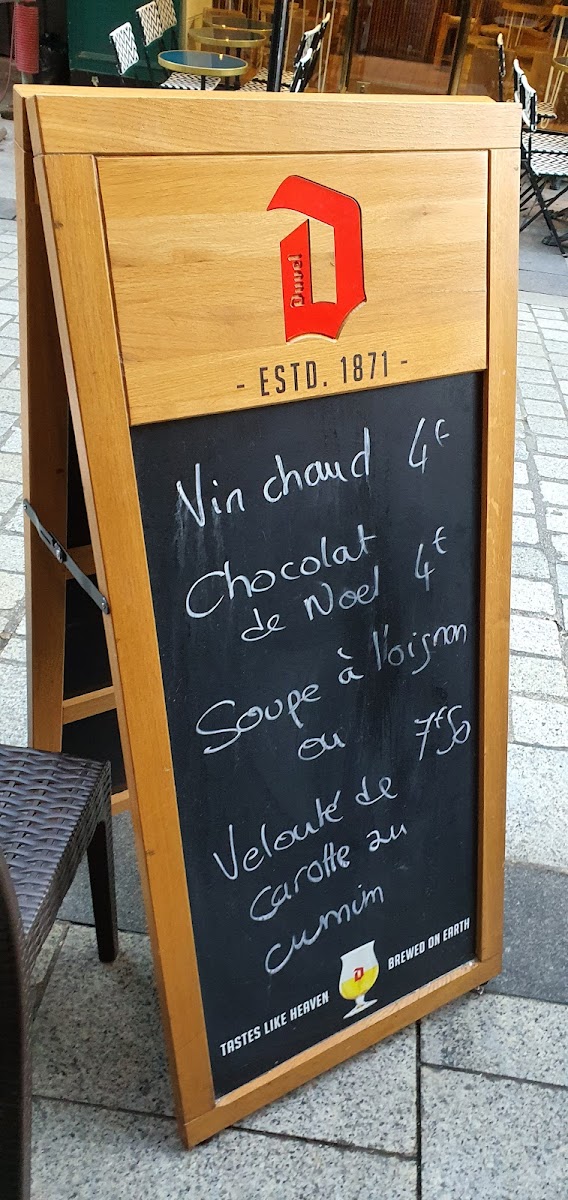 Duvel
- ESTD. 1871 -
Vin chaud 4€
Chocolat
de Noel 4€
Soupe à l'oignon
ou 7€50
Velouté de
carotte au
cumin
TASTES LIKE HEAVEN BREWED ON EARTH